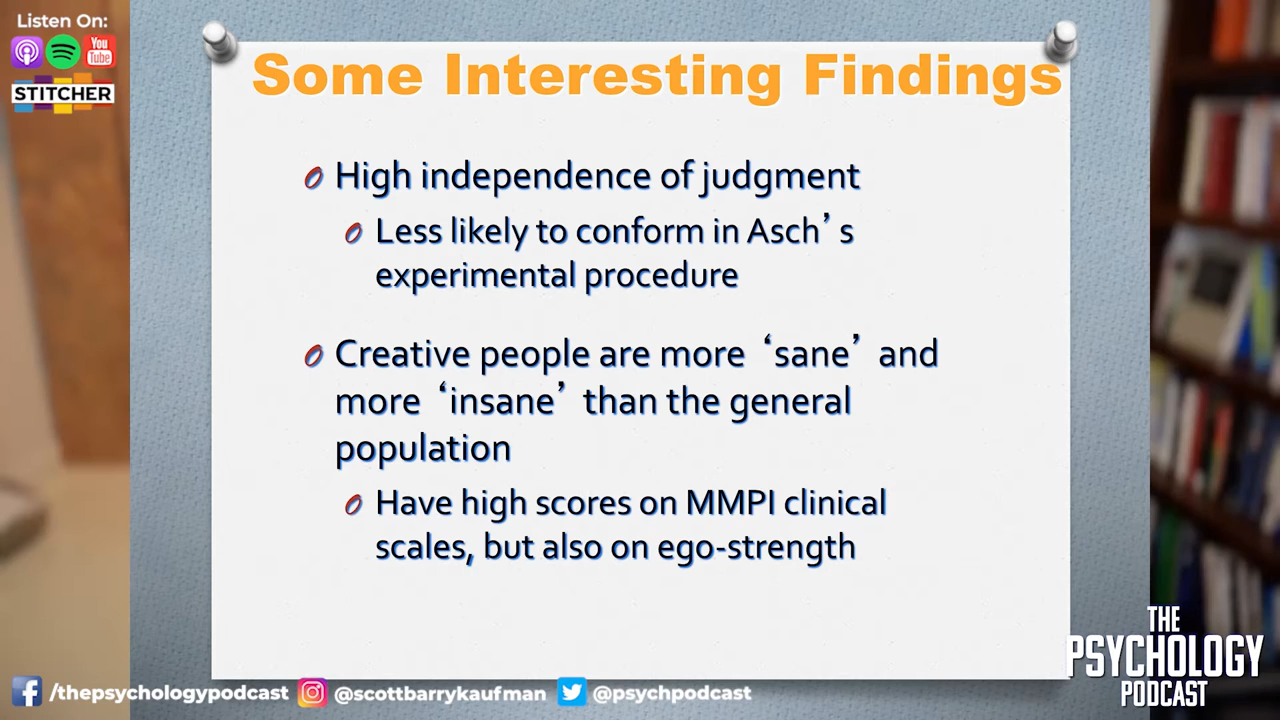 Listen On:
You
Tube
STITCHER
Some Interesting Findings
High independence of judgment
Less likely to conform in Asch’ s
experimental procedure
Creative people are more ‘sane’ and
more ‘insane’ than the general
population
Have high scores on MMPI clinical
scales, but also on ego-strength
THE
PSYCHOLOGY
PODCAST
/thepsychologypodcast @scottbarrykaufman @psychpodcast